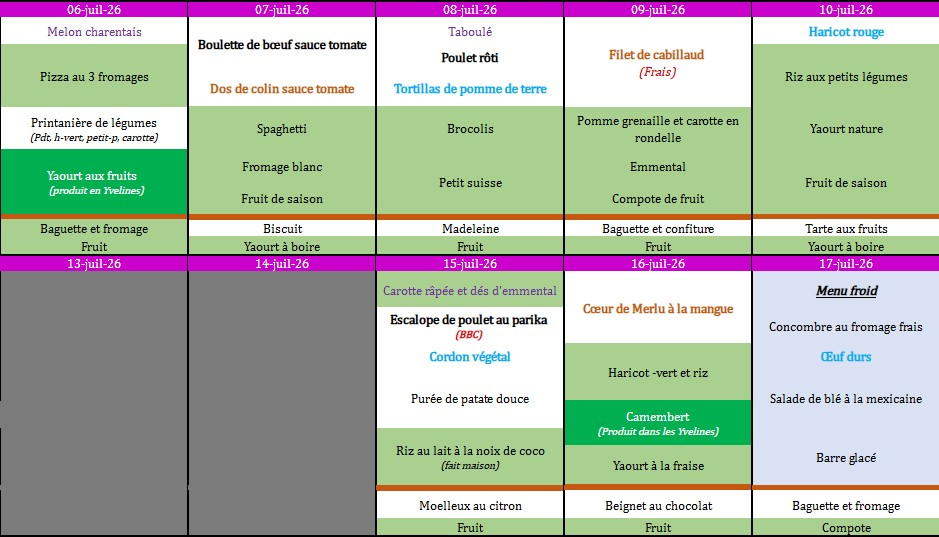 06-juil-26
Melon charentais
Pizza au 3 fromages
Printanière de légumes
(Pdt, h-vert, petit-p, carotte)
Yaourt aux fruits
(produit en Yvelines)
Baguette et fromage
Fruit
07-juil-26
Boulette de bœuf sauce tomate
Dos de colin sauce tomate
Spaghetti
Fromage blanc
Fruit de saison
Biscuit
Yaourt à boire
08-juil-26
Taboulé
Poulet rôti
Tortillas de pomme de terre
Brocolis
Petit suisse
Madeleine
Fruit
09-juil-26
Filet de cabillaud
(Frais)
Pomme grenaille et carotte en
rondelle
Emmental
Compote de fruit
Baguette et confiture
Fruit
10-juil-26
Haricot rouge
Riz aux petits légumes
Yaourt nature
Fruit de saison
Tarte aux fruits
Yaourt à boire
13-juil-26
14-juil-26
15-juil-26
Carotte râpée et dés d'emmental
Escalope de poulet au parika
(BBC)
Cordon végétal
Purée de patate douce
Riz au lait à la noix de coco
(fait maison)
Moelleux au citron
Fruit
16-juil-26
Cœur de Merlu à la mangue
Haricot -vert et riz
Camembert
(Produit dans les Yvelines)
Yaourt à la fraise
Beignet au chocolat
Fruit
17-juil-26
Menu froid
Concombre au fromage frais
Œuf durs
Salade de blé à la mexicaine
Barre glacé
Baguette et fromage
Compote